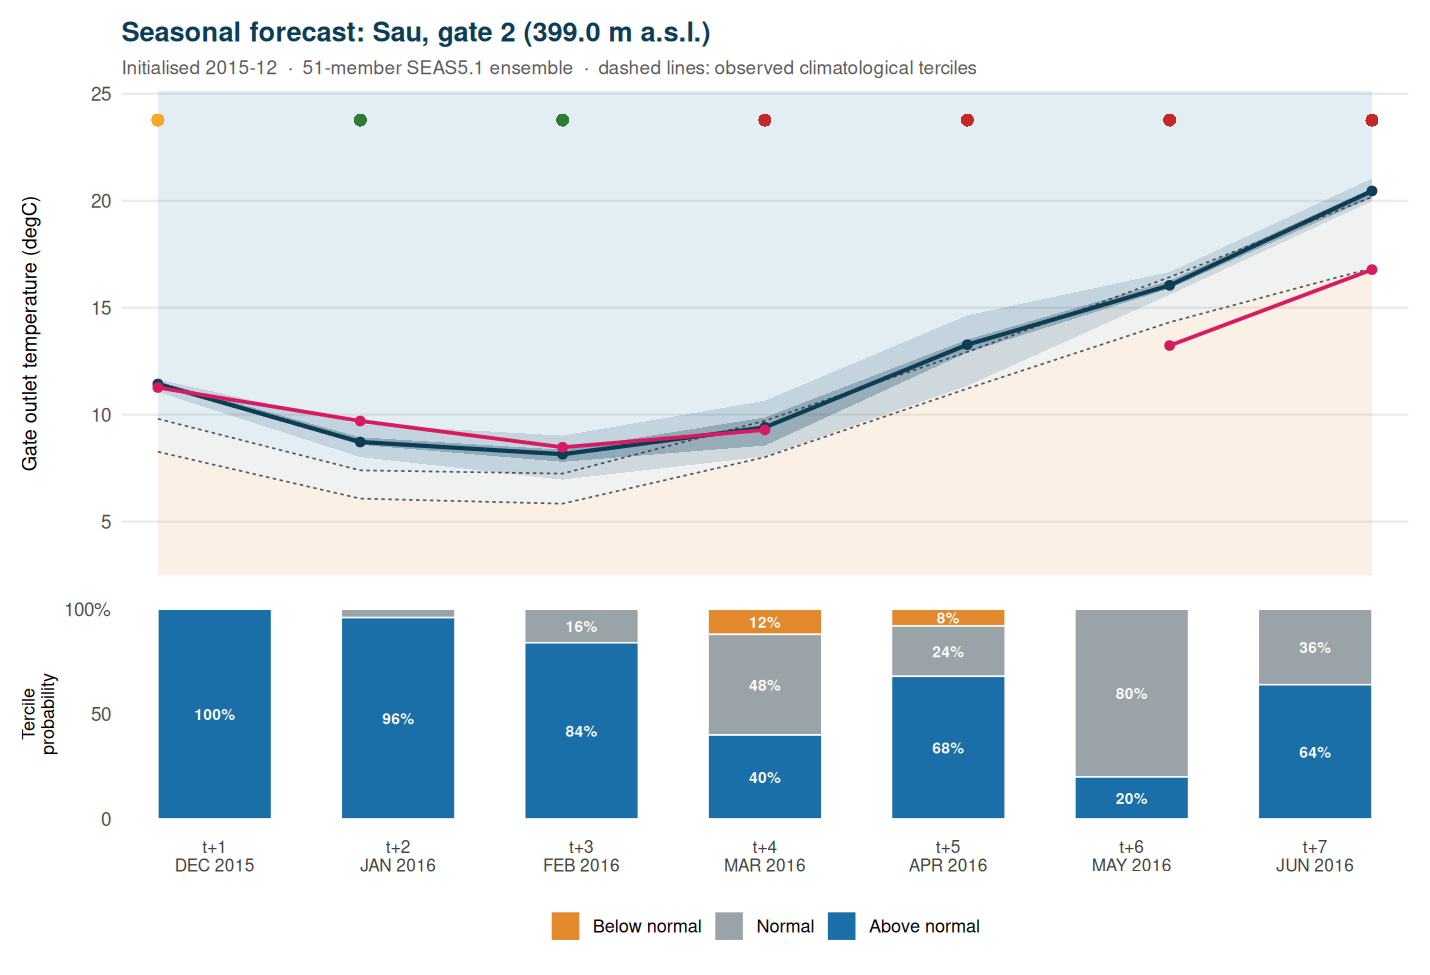 Seasonal forecast: Sau, gate 2 (399.0 m a.s.l.)
Initialised 2015-12 · 51-member SEAS5.1 ensemble · dashed lines: observed climatological terciles
Gate outlet temperature (degC)
25
20
15
10
5
Tercile
probability
100%
50
0
100%
96%
16%
84%
12%
48%
40%
8%
24%
68%
80%
20%
36%
64%
t+1
DEC 2015
t+2
JAN 2016
t+3
FEB 2016
t+4
MAR 2016
t+5
APR 2016
t+6
MAY 2016
t+7
JUN 2016
Below normal
Normal
Above normal